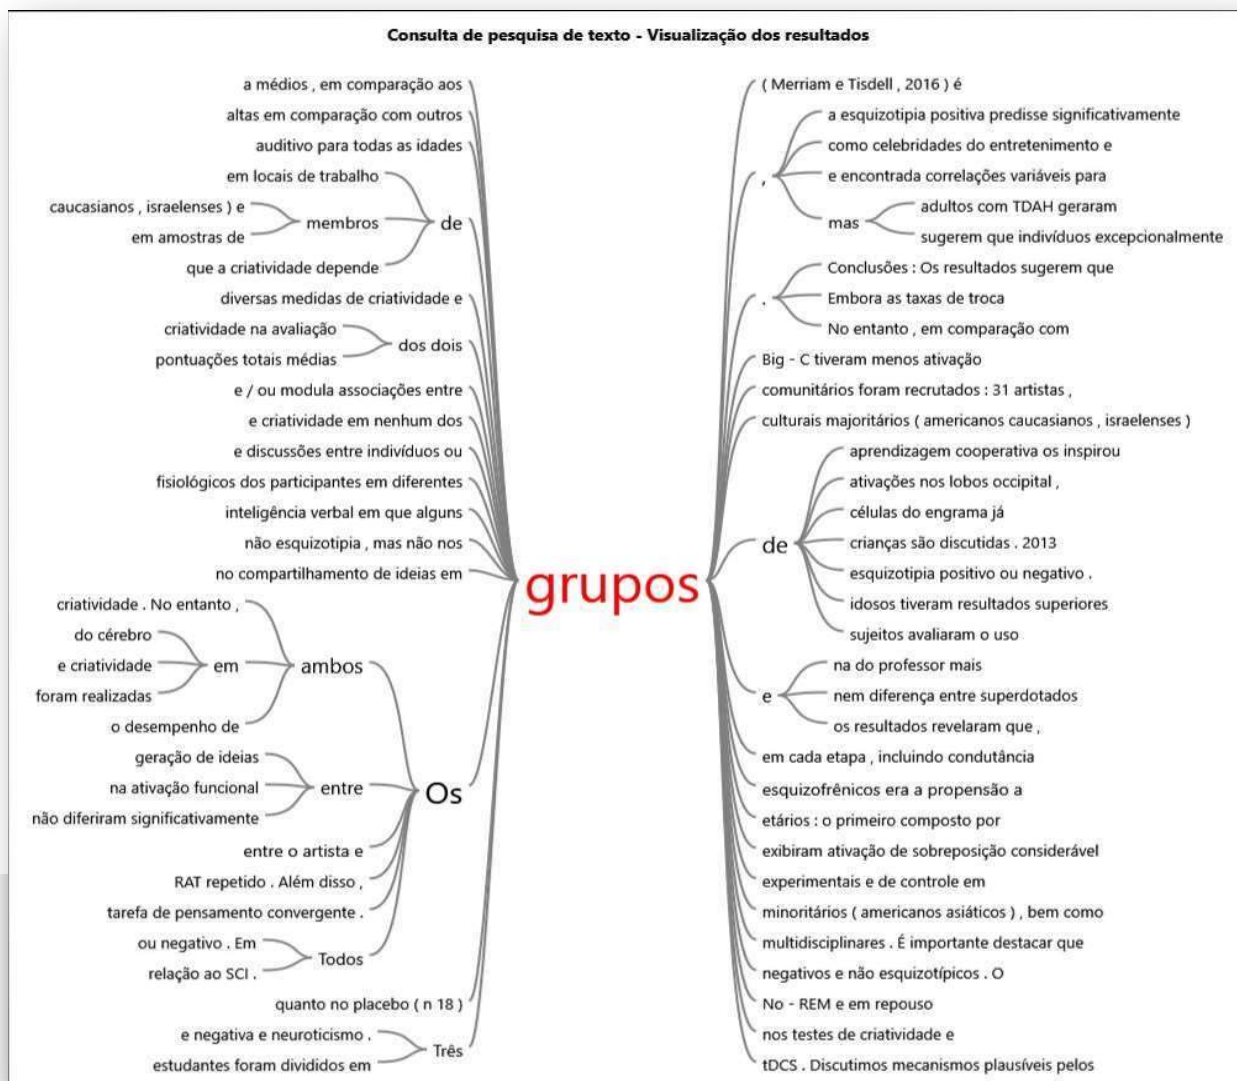 Consulta de pesquisa de texto - Visualização dos resultados
a médios , em comparação aos
altas em comparação com outros
auditivo para todas as idades
em locais de trabalho
caucasianos , israelenses ) e
em amostras de
membros
que a criatividade depende
de
diversas medidas de criatividade e
criatividade na avaliação
pontuações totais médias
dos dois
e / ou modula associações entre
e criatividade em nenhum dos
e discussões entre indivíduos ou
fisiológicos dos participantes em diferentes
inteligência verbal em que alguns
não esquizotipia , mas não nos
no compartilhamento de ideias em
criatividade . No entanto ,
do cérebro
e criatividade
foram realizadas
em
o desempenho de
ambos
geração de ideias
na ativação funcional
não diferiram significativamente
entre
entre o artista e
RAT repetido . Além disso ,
tarefa de pensamento convergente .
ou negativo . Em
relação ao SCI .
Todos
Os
quanto no placebo ( n 18 )
e negativa e neuroticismo .
estudantes foram divididos em
Três
grupos
( Merriam e Tisdell , 2016 ) é
,
a esquizotipia positiva predisse significativamente
como celebridades do entretenimento e
e encontrada correlações variáveis para
mas
adultos com TDAH geraram
sugerem que indivíduos excepcionalmente
.
Conclusões : Os resultados sugerem que
Embora as taxas de troca
No entanto , em comparação com
Big - C tiveram menos ativação
comunitários foram recrutados : 31 artistas ,
culturais majoritários ( americanos caucasianos , israelenses )
de
aprendizagem cooperativa os inspirou
ativações nos lobos occipital ,
células do engrama já
crianças são discutidas . 2013
esquizotipia positivo ou negativo .
idosos tiveram resultados superiores
sujeitos avaliaram o uso
e
na do professor mais
nem diferença entre superdotados
os resultados revelaram que ,
em cada etapa , incluindo condutância
esquizofrênicos era a propensão a
etários : o primeiro composto por
exibiram ativação de sobreposição considerável
experimentais e de controle em
minoritários ( americanos asiáticos ) , bem como
multidisciplinares . É importante destacar que
negativos e não esquizotípicos . O
No - REM e em repouso
nos testes de criatividade e
tDCS . Discutimos mecanismos plausíveis pelos